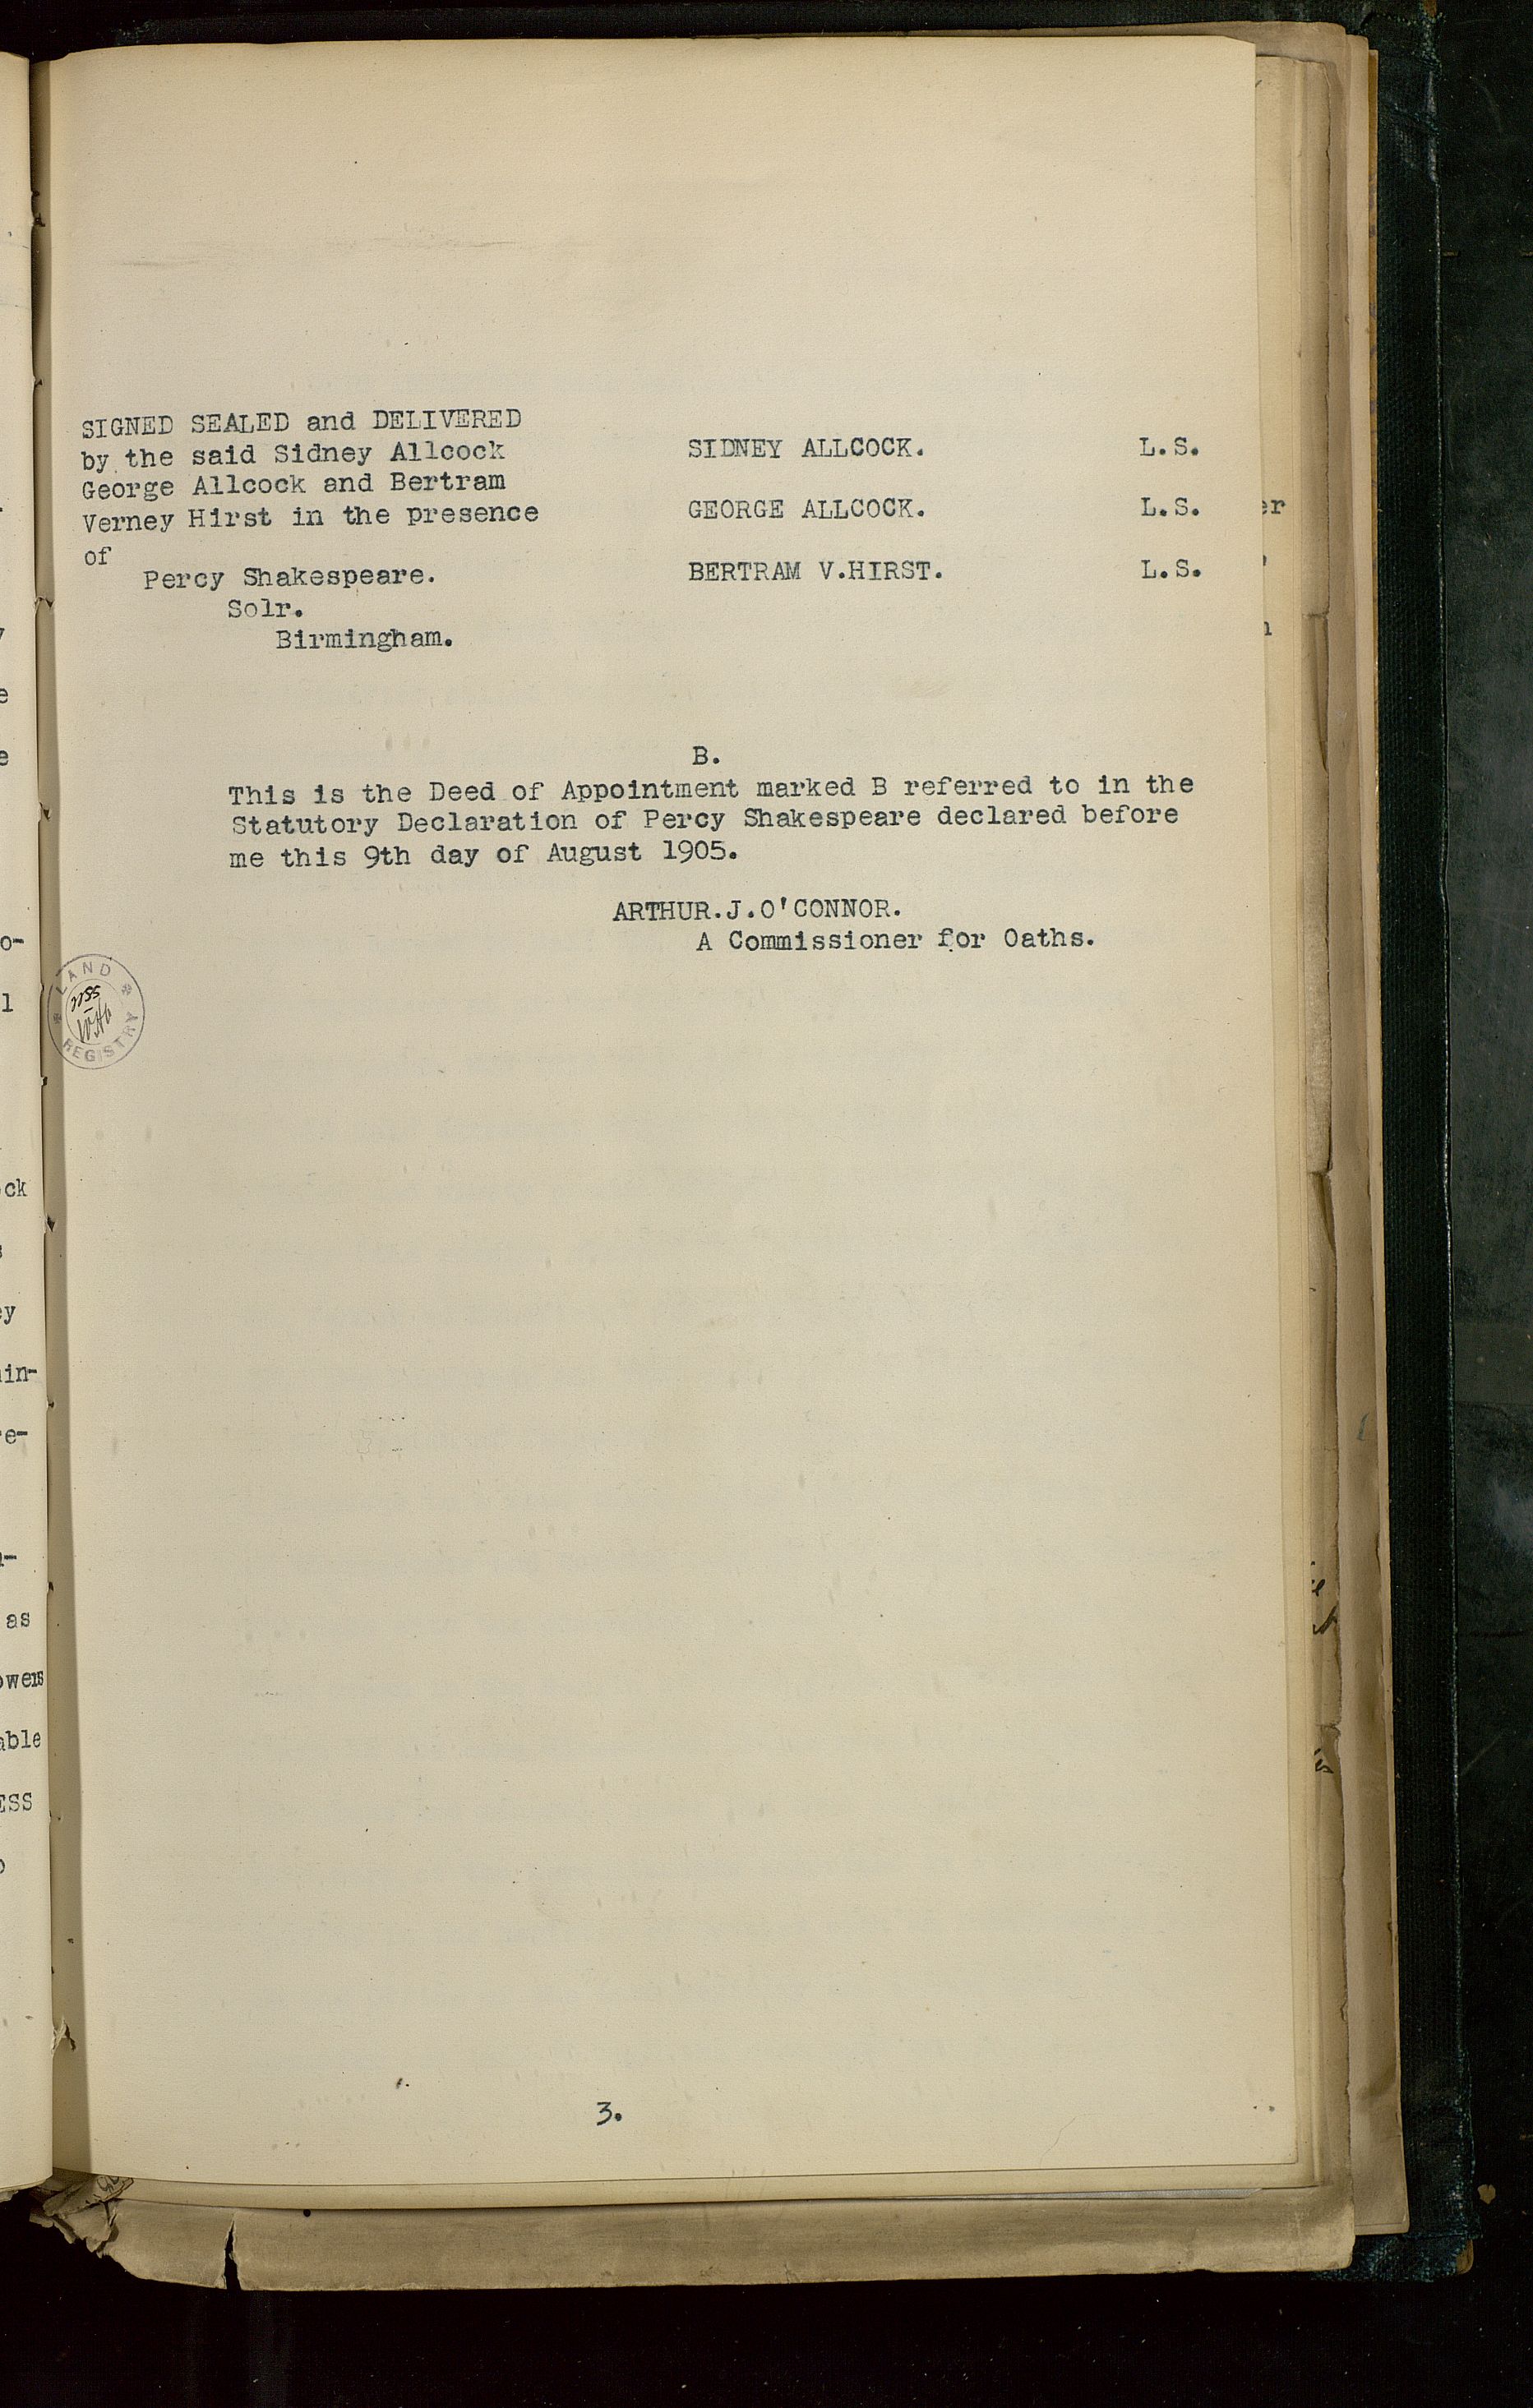 SIGNED SEALED and DELIVERED
by the said Sidney Allcock
George Allcock and Bertram
Verney Hirst in the presence
of
Percy Shakespeare.
Solr.
Birmingham.
SIDNEY ALLCOCK. L.S.
GEORGE ALLCOCK. L.S.
BERTRAM V.HIRST. L.S.
B.
This is the Deed of Appointment marked B referred to in the
Statutory Declaration of Percy Shakespeare declared before
me this 9th day of August 1905.
ARTHUR.J.O'CONNOR.
A Commissioner for Oaths.
LAND
REGISTRY
3.